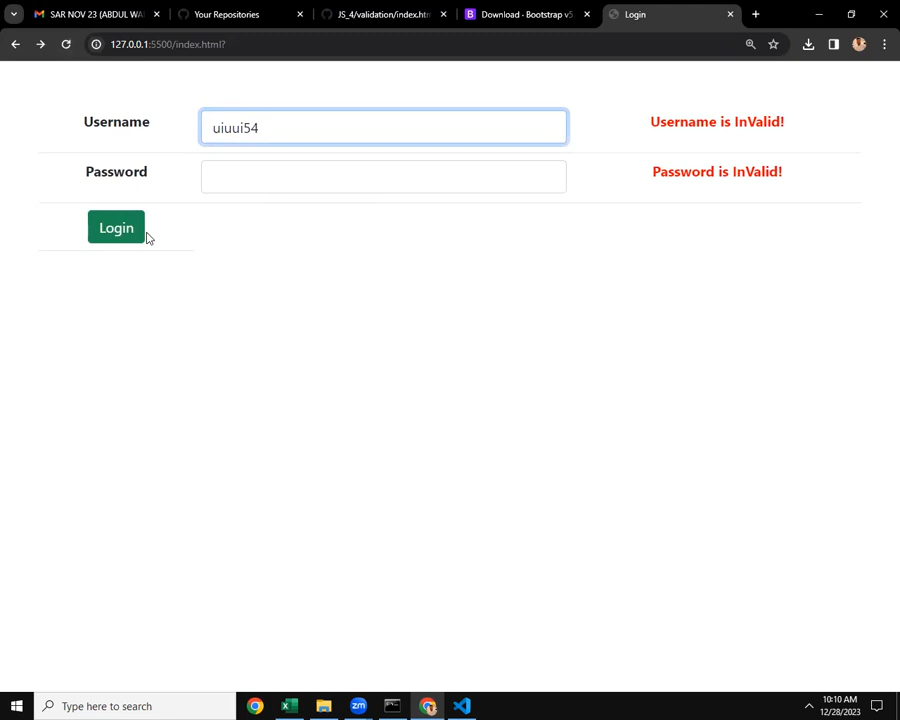 SAR NOV 23 (ABDUL WA
Your Repositories
JS_4/validation/index.htm
Download · Bootstrap v5
Login
127.0.0.1:5500/index.html?
Username
uiuui54
Username is InValid!
Password
Password is InValid!
Login
Type here to search
zm
10:10 AM
12/28/2023